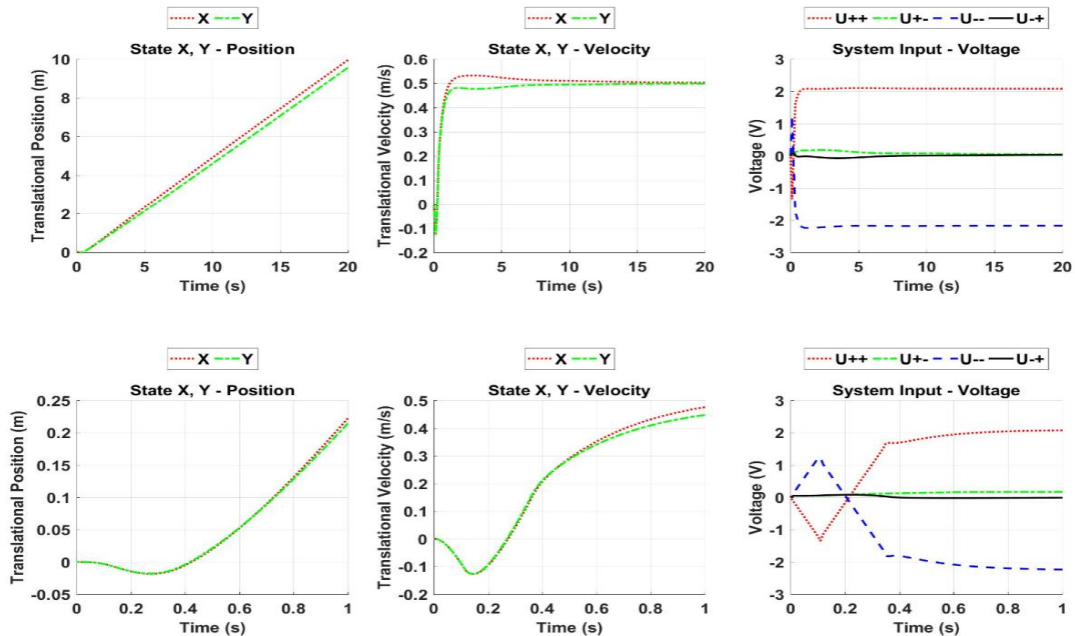 X Y
X Y
U++ U+- U-- U-+
State X, Y - Position
State X, Y - Velocity
System Input - Voltage
Translational Position (m)
10
8
6
4
2
0
0 5 10 15 20
Time (s)
Translational Velocity (m/s)
0.6
0.5
0.4
0.3
0.2
0.1
0
-0.1
-0.2
0 5 10 15 20
Time (s)
Voltage (V)
3
2
1
0
-1
-2
-3
0 5 10 15 20
Time (s)
X Y
X Y
U++ U+- U-- U-+
State X, Y - Position
State X, Y - Velocity
System Input - Voltage
Translational Position (m)
0.25
0.2
0.15
0.1
0.05
0
-0.05
0 0.2 0.4 0.6 0.8 1
Time (s)
Translational Velocity (m/s)
0.5
0.4
0.3
0.2
0.1
0
-0.1
-0.2
0 0.2 0.4 0.6 0.8 1
Time (s)
Voltage (V)
3
2
1
0
-1
-2
-3
0 0.2 0.4 0.6 0.8 1
Time (s)